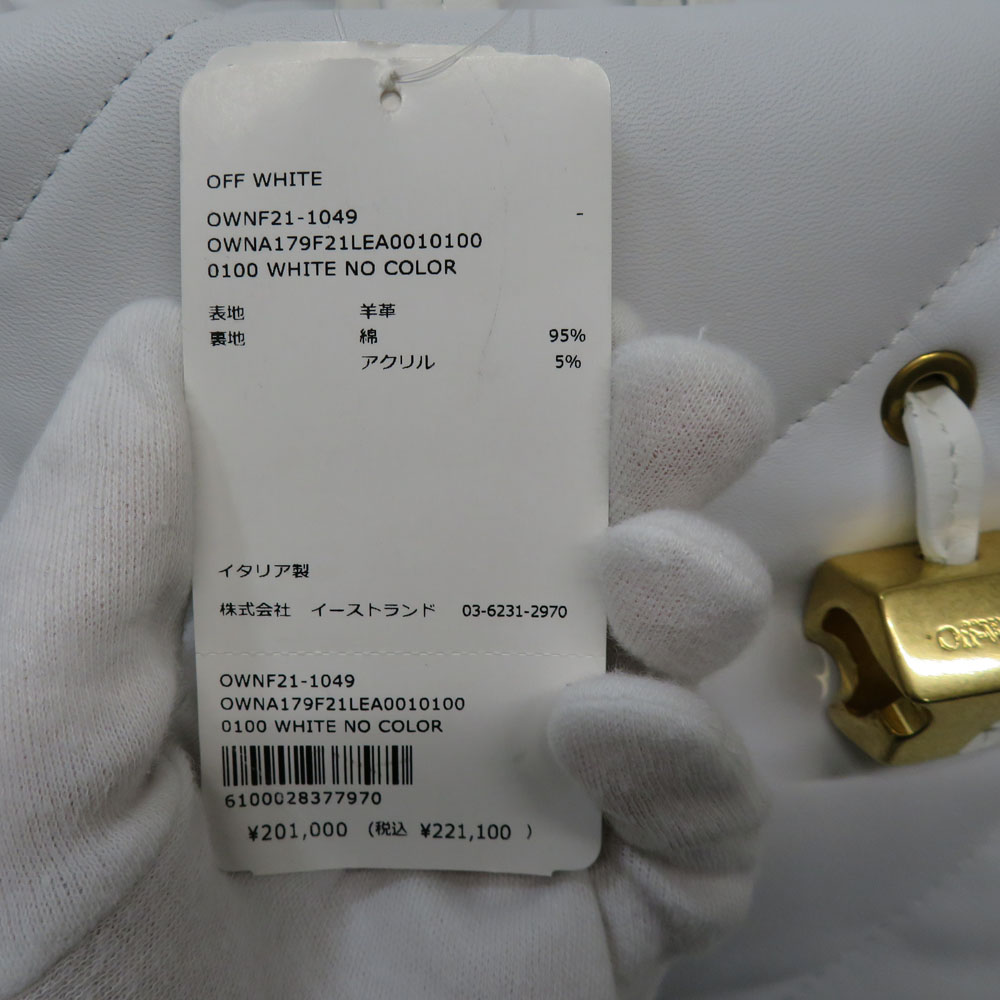 OFF WHITE
OWNF21-1049 -
OWNA179F21LEA0010100
0100 WHITE NO COLOR
表地 羊革
裏地 綿 95%
アクリル 5%
イタリア製
株式会社 イーストランド 03-6231-2970
OWNF21-1049
OWNA179F21LEA0010100
0100 WHITE NO COLOR
6100028377970
¥201,000 (税込 ¥221,100 )